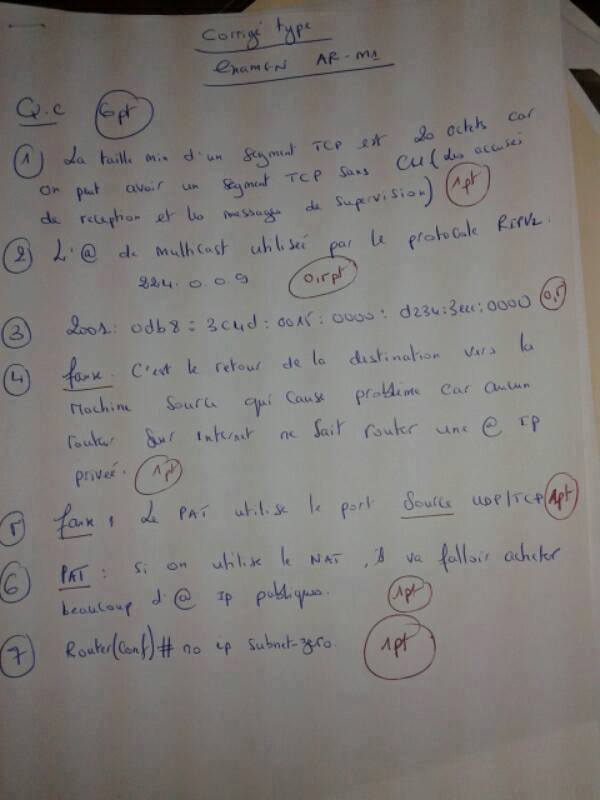 Corrigé type
examen AR-M1
Q.C 6pt
1 La taille min d'un segment TCP est 20 octets car
on peut avoir un segment TCP sans CU (les accusés
de reception et les messages de supervision) 1pt
2 L'@ de multicast utilisée par le protocole RIPV2.
224.0.0.9 0,5pt
3 2001: 0db8: 3c4d: 0015: 0000: d234: 3eee: 0000 0,5
4 faux. C'est le retour de la destination vers la
machine source qui cause problème car aucun
router sur internet ne sait router une @ IP
privée. 1pt
5 faux, Le PAT utilise le port source UDP/TCP 1pt
6 PAT: si on utilise le NAT, il va falloir acheter
beaucoup d'@ Ip publiques. 1pt
7 Router(Conf)# no ip subnet-zero. 1pt